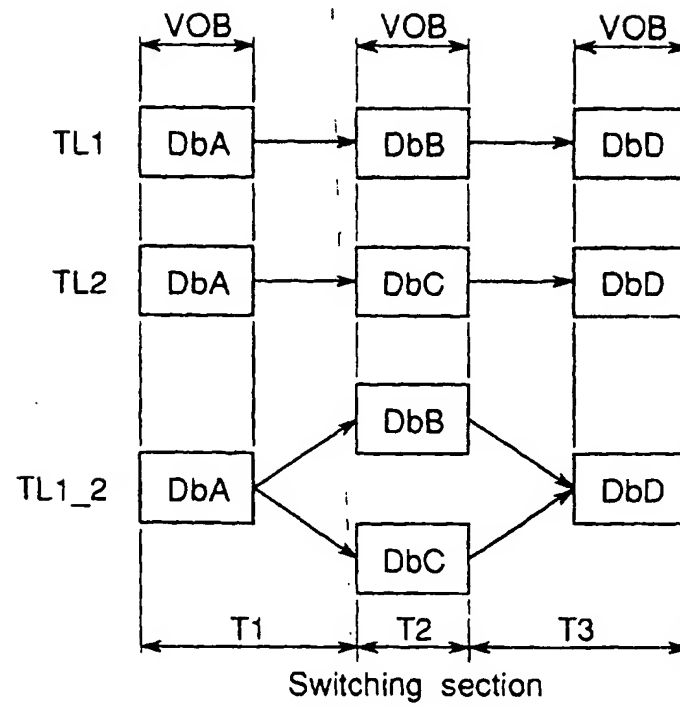 VOB VOB VOB
TL1 DbA DbB DbD
TL2 DbA DbC DbD
DbB
TL1_2 DbA DbD
DbC
T1 T2 T3
Switching section